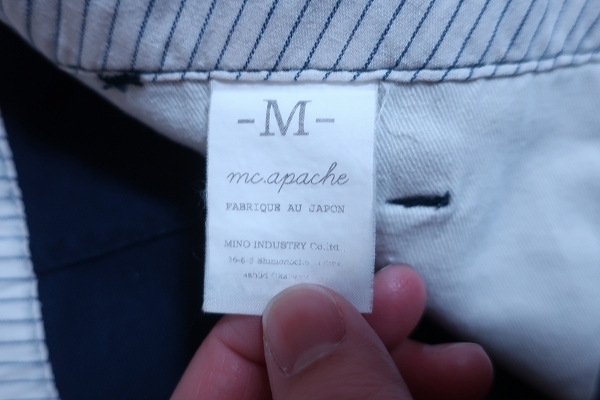 -M-
mc.apache
FABRIQUE AU JAPON
MINO INDUSTRY Co.ltd.